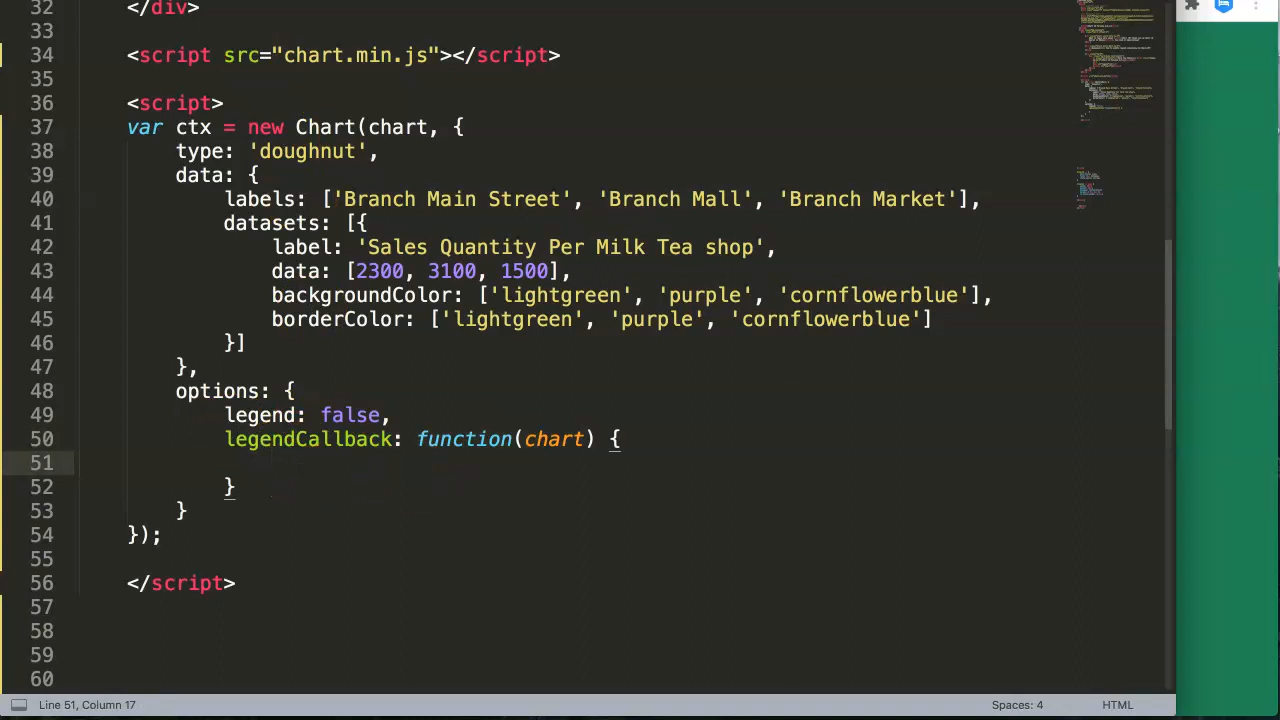 32 </div>
33
34 <script src="chart.min.js"></script>
35
36 <script>
37 var ctx = new Chart(chart, {
38 type: 'doughnut',
39 data: {
40 labels: ['Branch Main Street', 'Branch Mall', 'Branch Market'],
41 datasets: [{
42 label: 'Sales Quantity Per Milk Tea shop',
43 data: [2300, 3100, 1500],
44 backgroundColor: ['lightgreen', 'purple', 'cornflowerblue'],
45 borderColor: ['lightgreen', 'purple', 'cornflowerblue']
46 }]
47 },
48 options: {
49 legend: false,
50 legendCallback: function(chart) {
51
52 }
53 }
54 });
55
56 </script>
57
58
59
60
Line 51, Column 17 Spaces: 4 HTML